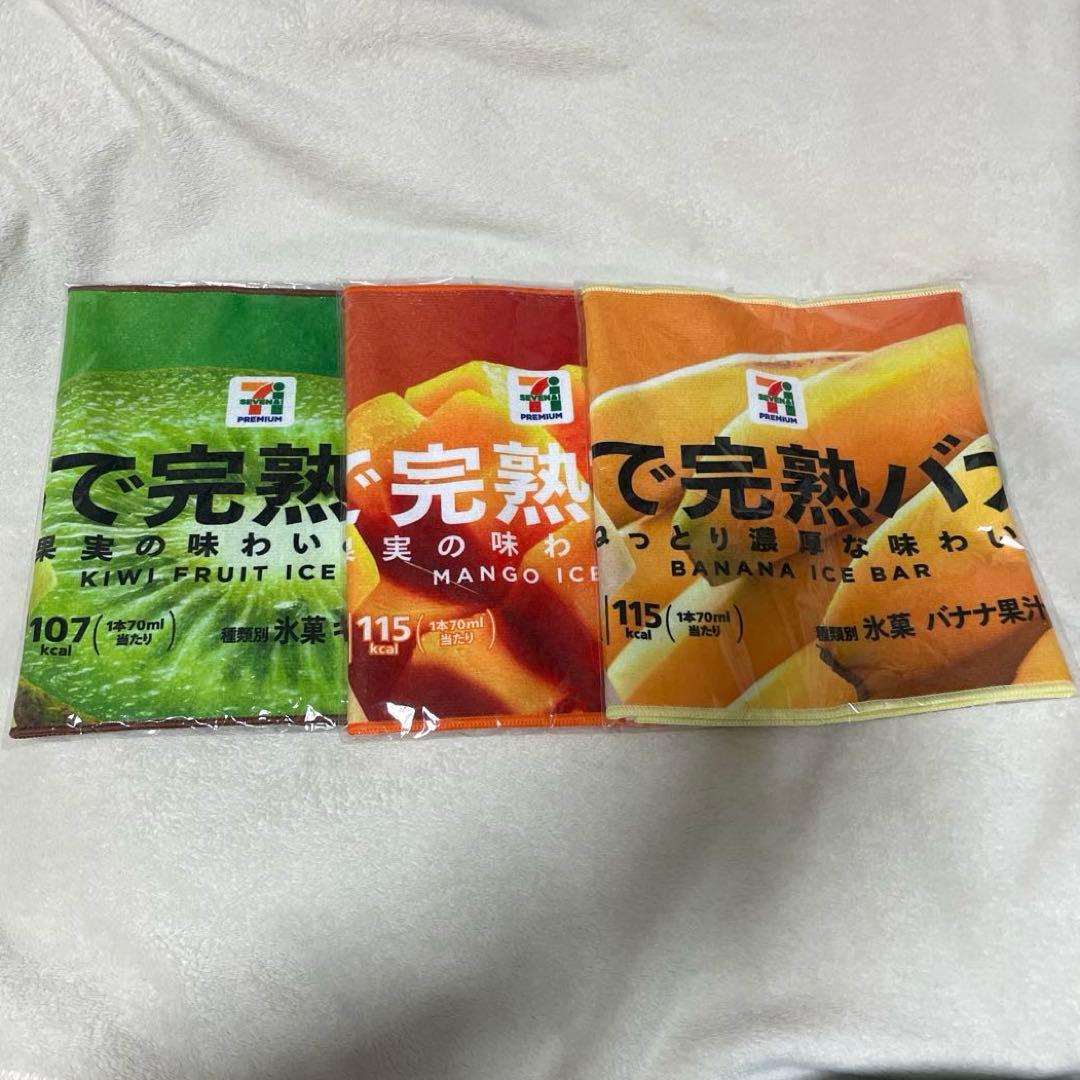 SEVEN&i
PREMIUM
で完熟
果実の味わい
KIWI FRUIT ICE
107
kcal
(1本70ml
当たり)
種類別 氷菓 キ
SEVEN&i
PREMIUM
で完熟
果実の味わ
MANGO ICE
115
kcal
(1本70ml
当たり)
SEVEN&i
PREMIUM
で完熟バナ
ねっとり濃厚な味わい
BANANA ICE BAR
115
kcal
(1本70ml
当たり)
種類別 氷菓 バナナ果汁